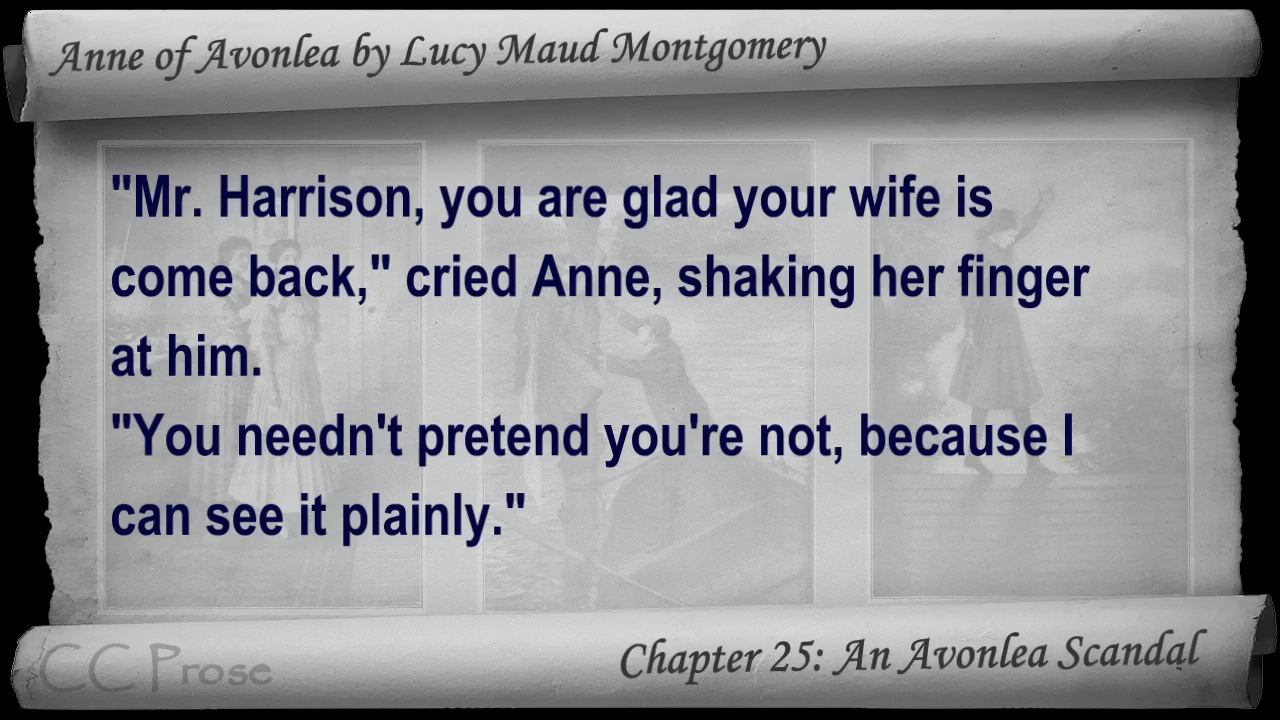 Anne of Avonlea by Lucy Maud Montgomery
"Mr. Harrison, you are glad your wife is
come back," cried Anne, shaking her finger
at him.
"You needn't pretend you're not, because I
can see it plainly."
CC Prose
Chapter 25: An Avonlea Scandal